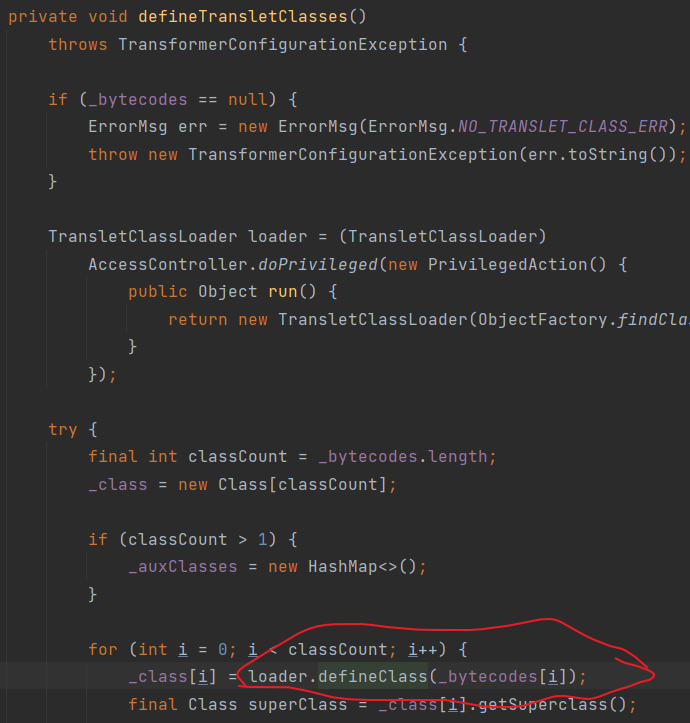 private void defineTransletClasses()
    throws TransformerConfigurationException {

    if (_bytecodes == null) {
        ErrorMsg err = new ErrorMsg(ErrorMsg.NO_TRANSLET_CLASS_ERR);
        throw new TransformerConfigurationException(err.toString());
    }

    TransletClassLoader loader = (TransletClassLoader)
        AccessController.doPrivileged(new PrivilegedAction() {
            public Object run() {
                return new TransletClassLoader(ObjectFactory.findCla
            }
        });

    try {
        final int classCount = _bytecodes.length;
        _class = new Class[classCount];

        if (classCount > 1) {
            _auxClasses = new HashMap<>();
        }

        for (int i = 0; i < classCount; i++) {
            _class[i] = loader.defineClass(_bytecodes[i]);
            final Class superClass = _class[i].getSuperclass();